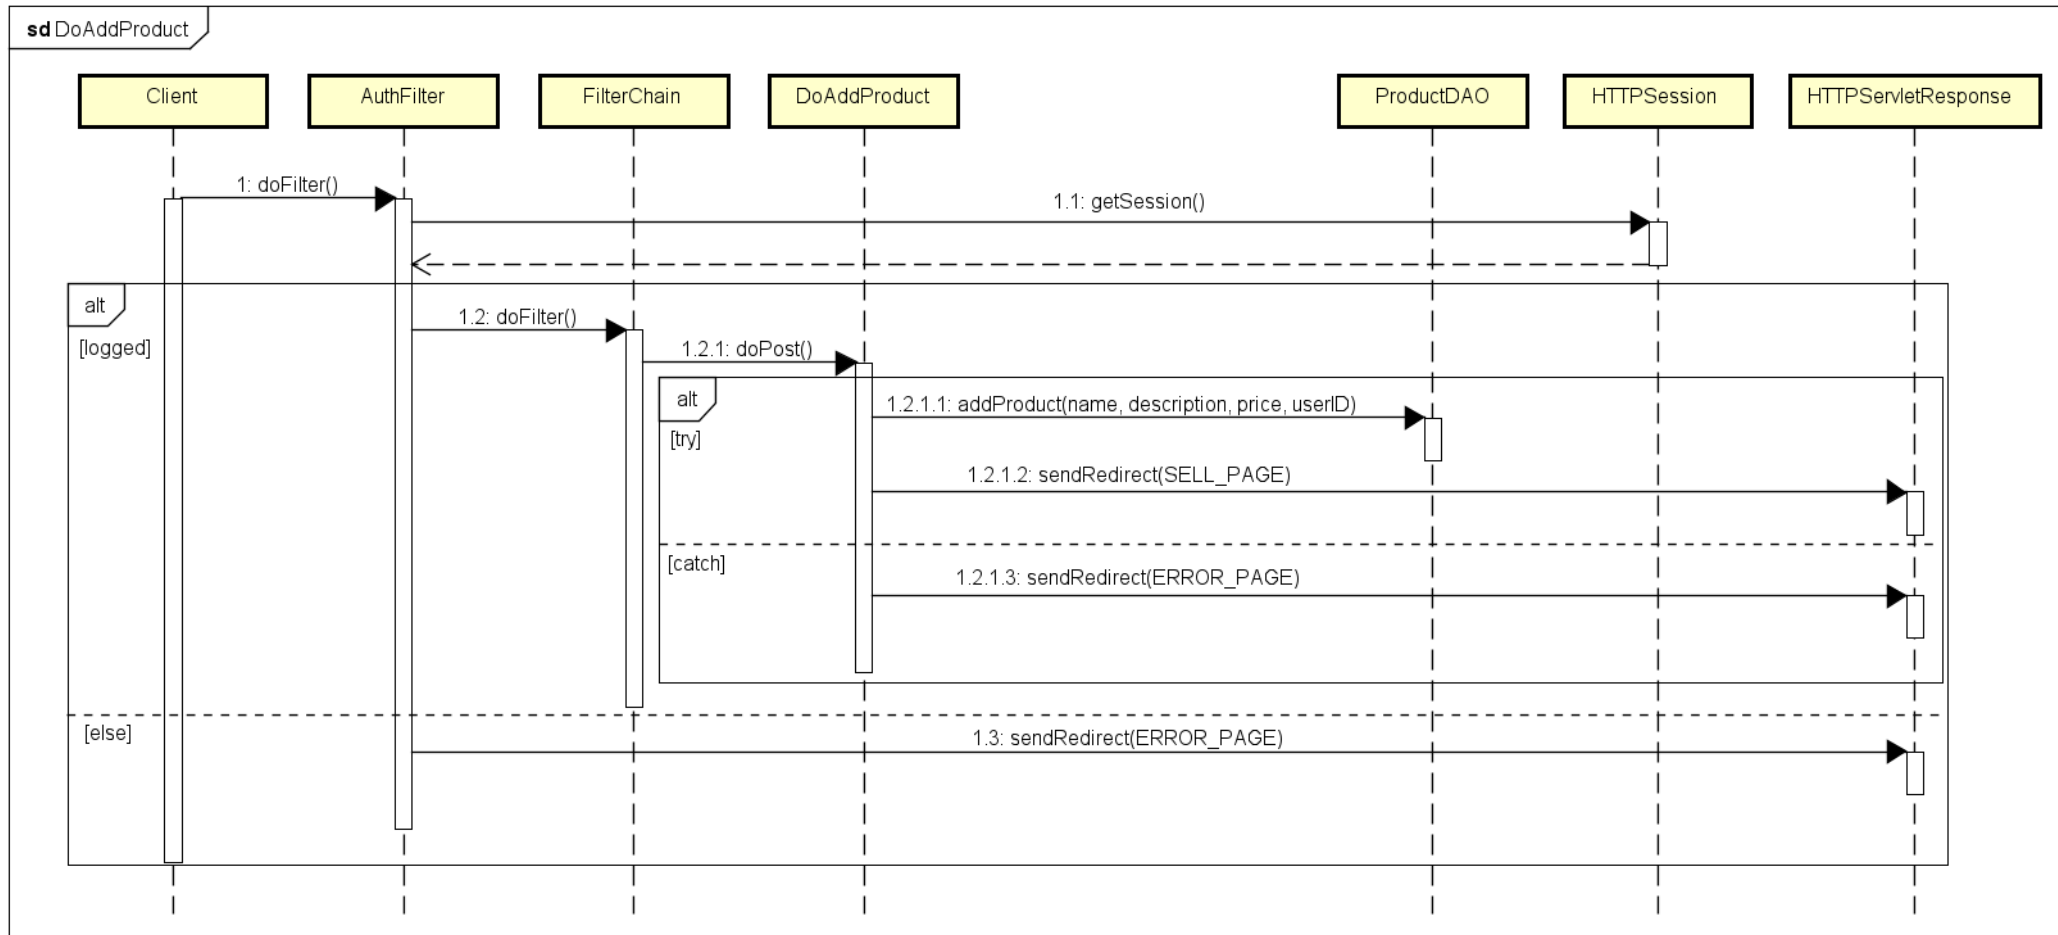 sd DoAddProduct
Client
AuthFilter
FilterChain
DoAddProduct
ProductDAO
HTTPSession
HTTPServletResponse
1: doFilter()
1.1: getSession()
alt
[logged]
1.2: doFilter()
1.2.1: doPost()
alt
[try]
1.2.1.1: addProduct(name, description, price, userID)
1.2.1.2: sendRedirect(SELL_PAGE)
[catch]
1.2.1.3: sendRedirect(ERROR_PAGE)
[else]
1.3: sendRedirect(ERROR_PAGE)